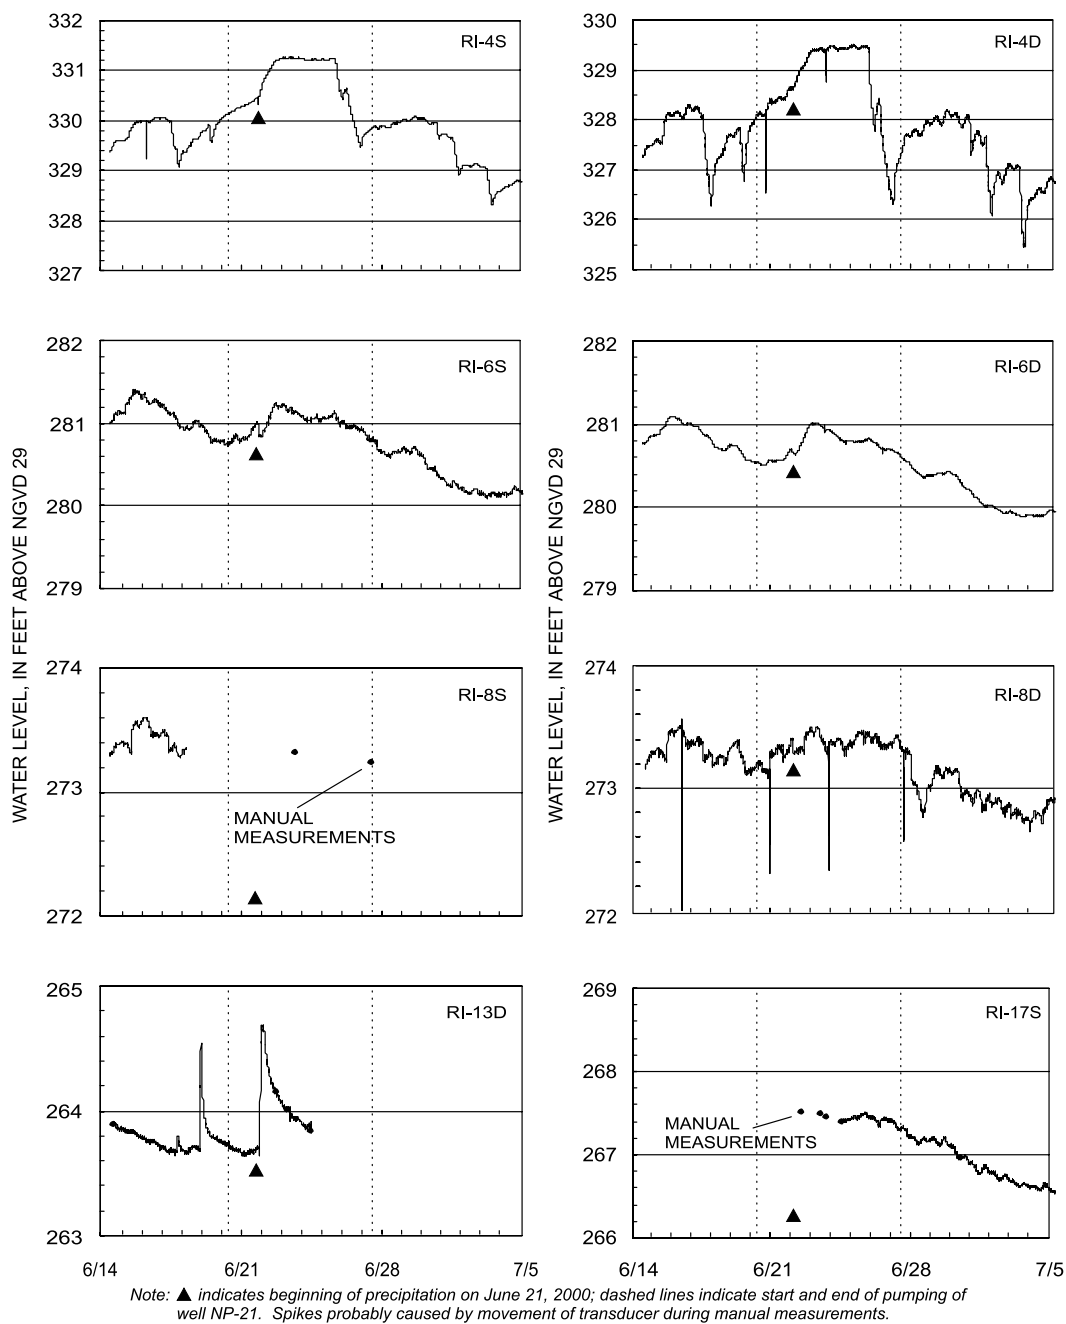 WATER LEVEL, IN FEET ABOVE NGVD 29
332
331
330
329
328
327
RI-4S
330
329
328
327
326
325
RI-4D
282
281
280
279
RI-6S
WATER LEVEL, IN FEET ABOVE NGVD 29
282
281
280
279
RI-6D
274
273
272
RI-8S
MANUAL
MEASUREMENTS
274
273
272
RI-8D
265
264
263
RI-13D
269
268
267
266
RI-17S
MANUAL
MEASUREMENTS
6/14 6/21 6/28 7/5
6/14 6/21 6/28 7/5
Note: ▲ indicates beginning of precipitation on June 21, 2000; dashed lines indicate start and end of pumping of
well NP-21. Spikes probably caused by movement of transducer during manual measurements.